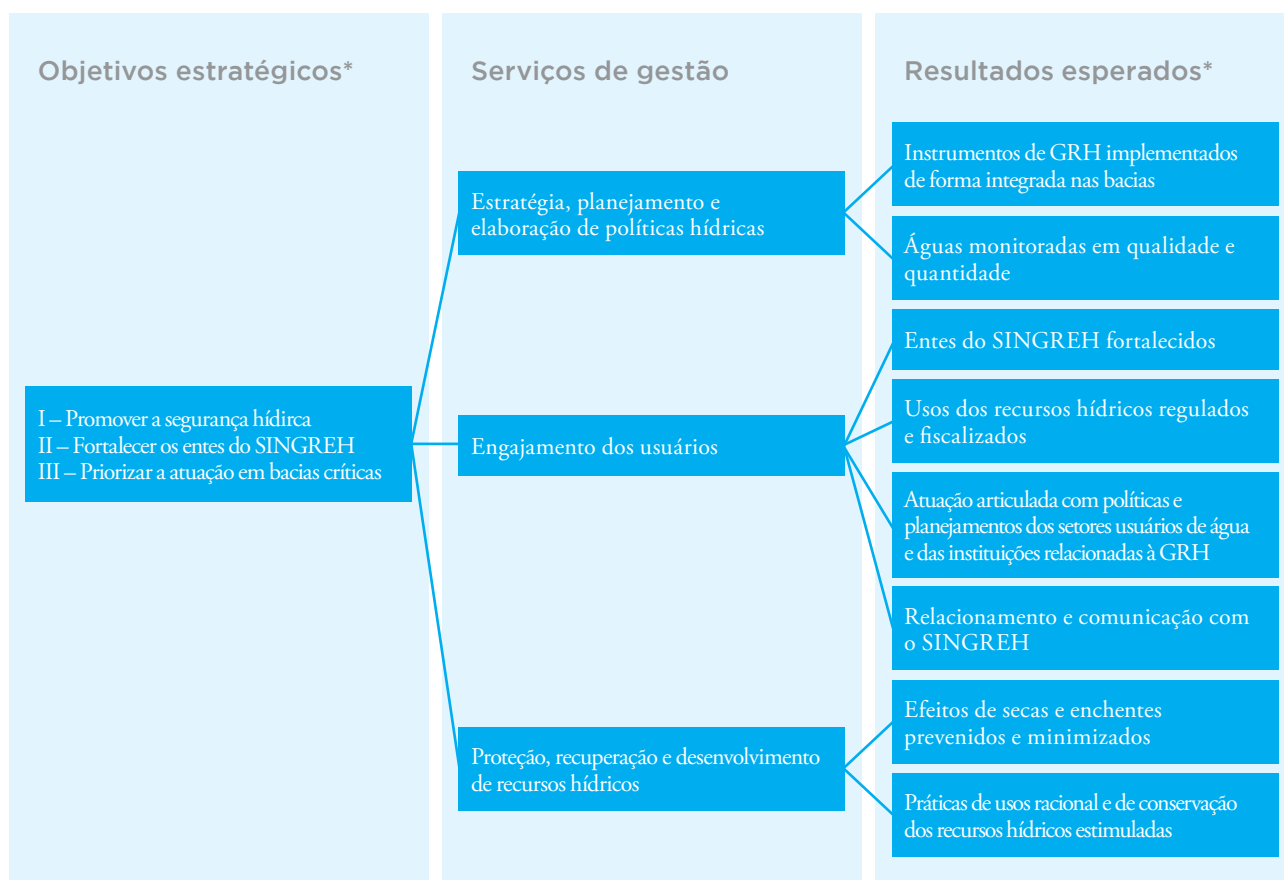 Objetivos estratégicos*
I – Promover a segurança hídirca
II – Fortalecer os entes do SINGREH
III – Priorizar a atuação em bacias críticas
Serviços de gestão
Estratégia, planejamento e
elaboração de políticas hídricas
Engajamento dos usuários
Proteção, recuperação e desenvolvimento
de recursos hídricos
Resultados esperados*
Instrumentos de GRH implementados
de forma integrada nas bacias
Águas monitoradas em qualidade e
quantidade
Entes do SINGREH fortalecidos
Usos dos recursos hídricos regulados
e fiscalizados
Atuação articulada com políticas e
planejamentos dos setores usuários de água
e das instituições relacionadas à GRH
Relacionamento e comunicação com
o SINGREH
Efeitos de secas e enchentes
prevenidos e minimizados
Práticas de usos racional e de conservação
dos recursos hídricos estimuladas